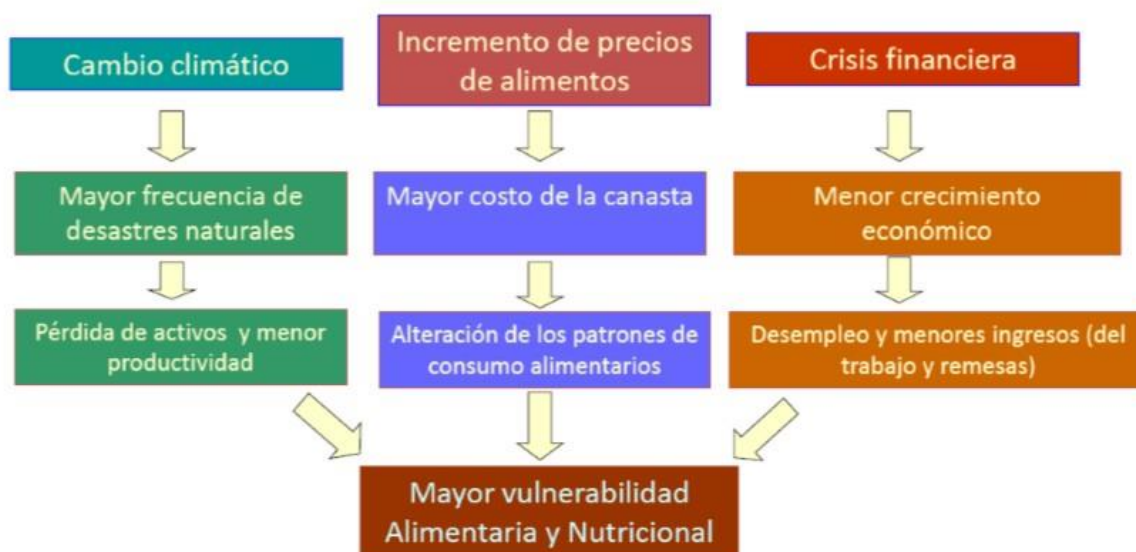 Cambio climático
Incremento de precios
de alimentos
Crisis financiera
Mayor frecuencia de
desastres naturales
Mayor costo de la canasta
Menor crecimiento
económico
Pérdida de activos y menor
productividad
Alteración de los patrones de
consumo alimentarios
Desempleo y menores ingresos (del
trabajo y remesas)
Mayor vulnerabilidad
Alimentaria y Nutricional